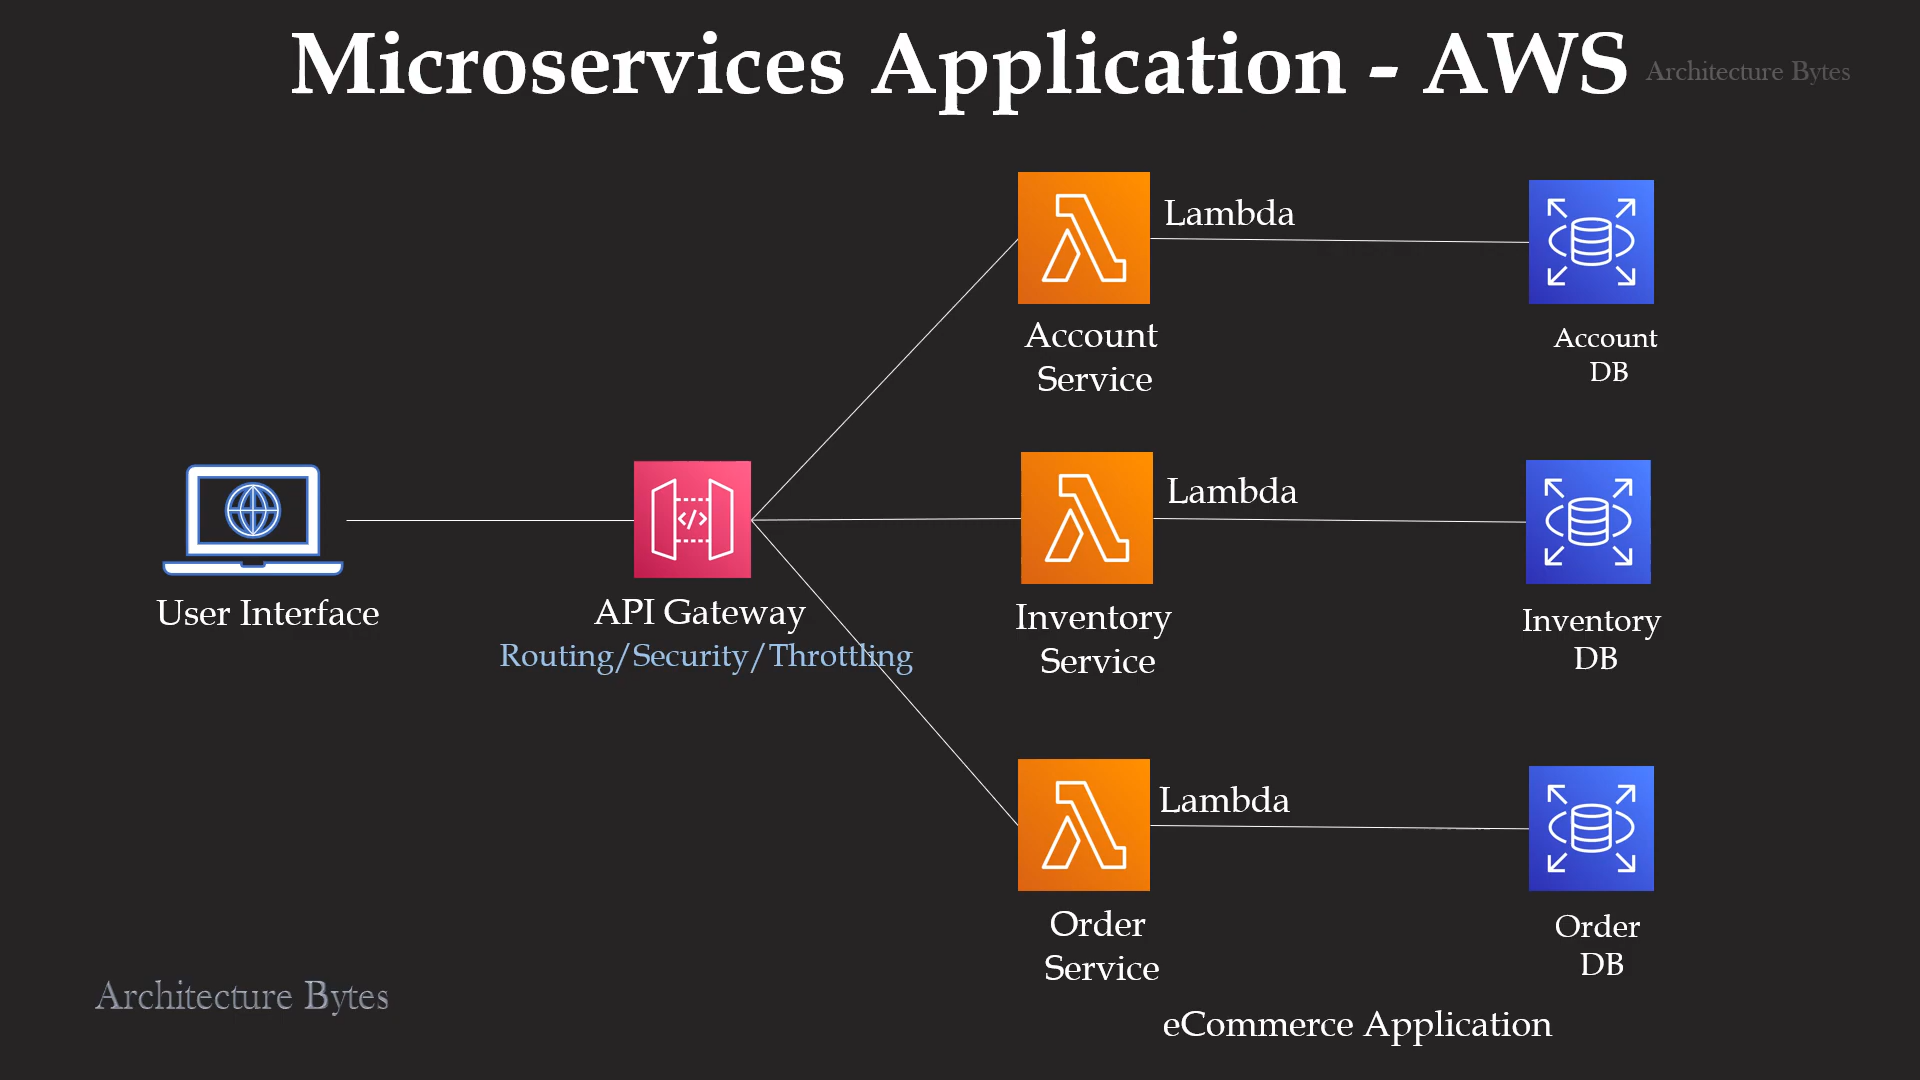 Microservices Application - AWS
Architecture Bytes
Lambda
Account
Service
Account
DB
User Interface
API Gateway
Routing/Security/Throttling
</>
Lambda
Inventory
Service
Inventory
DB
Lambda
Order
Service
Order
DB
Architecture Bytes
eCommerce Application